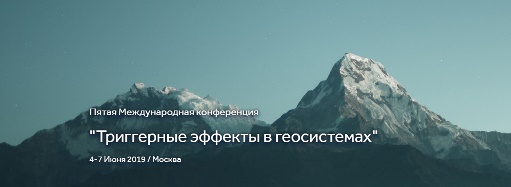 Пятая Международная конференция
"Триггерные эффекты в геосистемах"
4-7 Июня 2019 / Москва